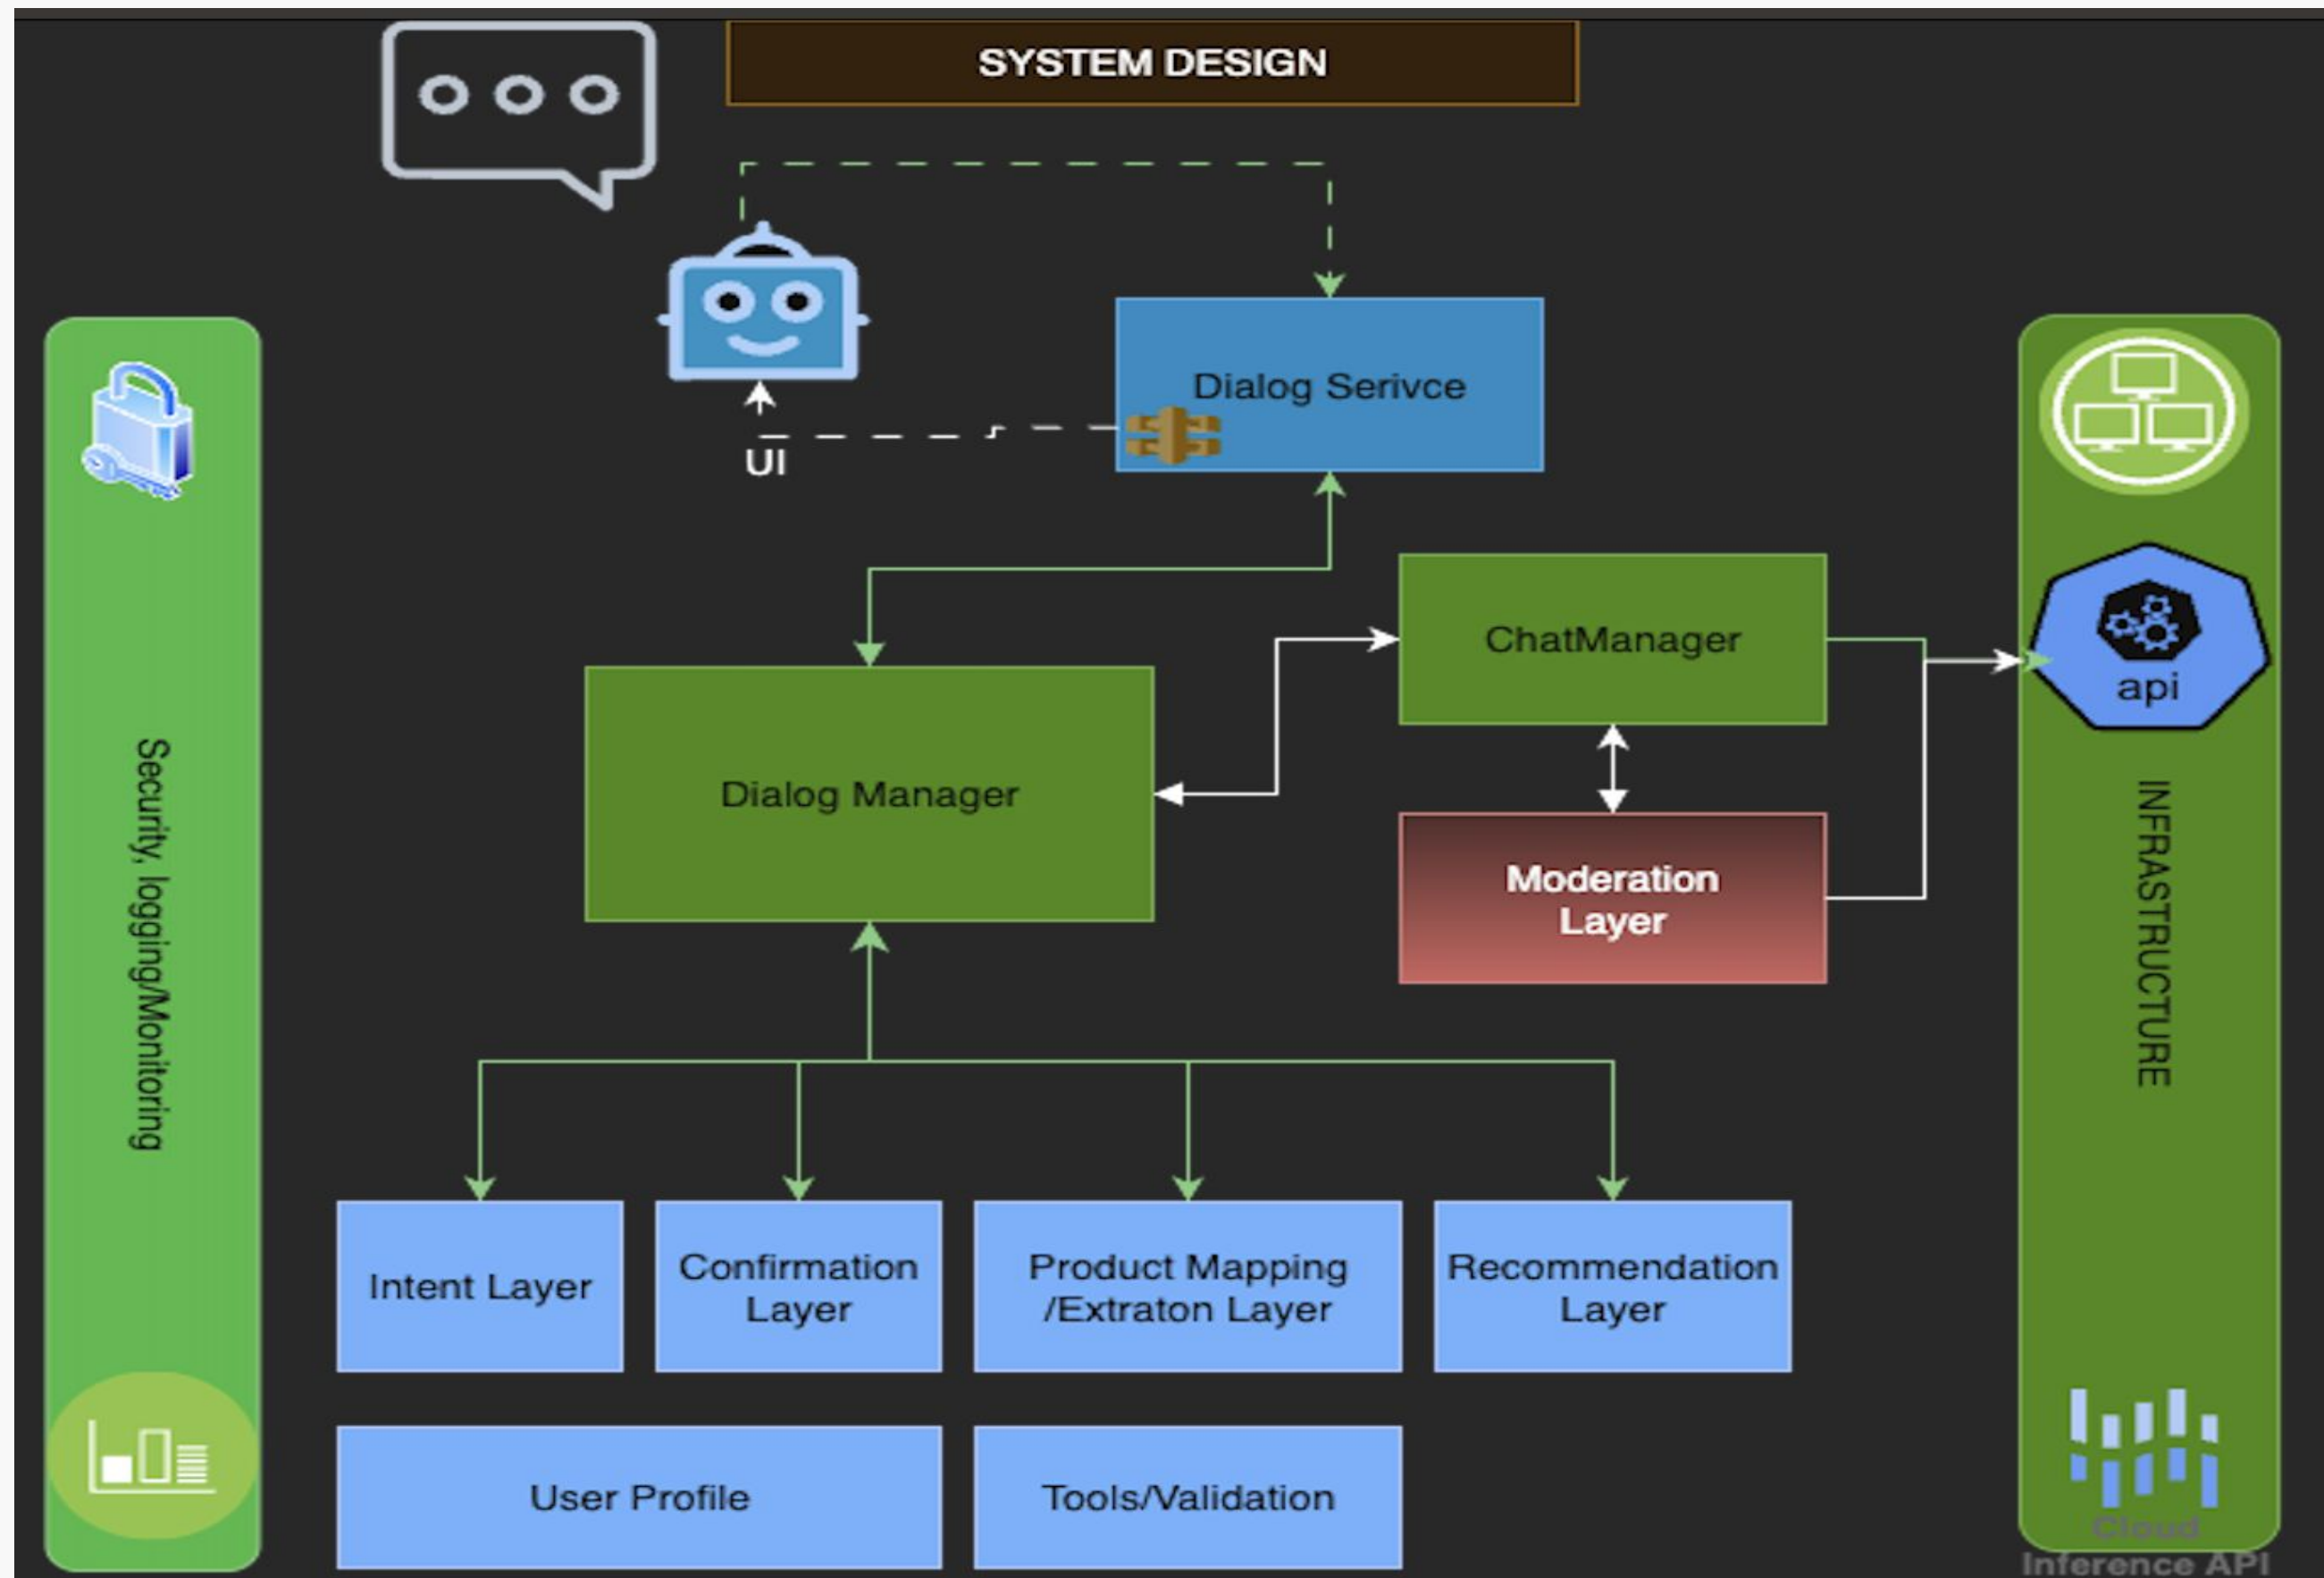 SYSTEM DESIGN
Dialog Serivce
UI
ChatManager
api
Dialog Manager
Moderation
Layer
Security, logging/Monitoring
INFRASTRUCTURE
Intent Layer
Confirmation
Layer
Product Mapping
/Extraton Layer
Recommendation
Layer
User Profile
Tools/Validation
Cloud
Inference API